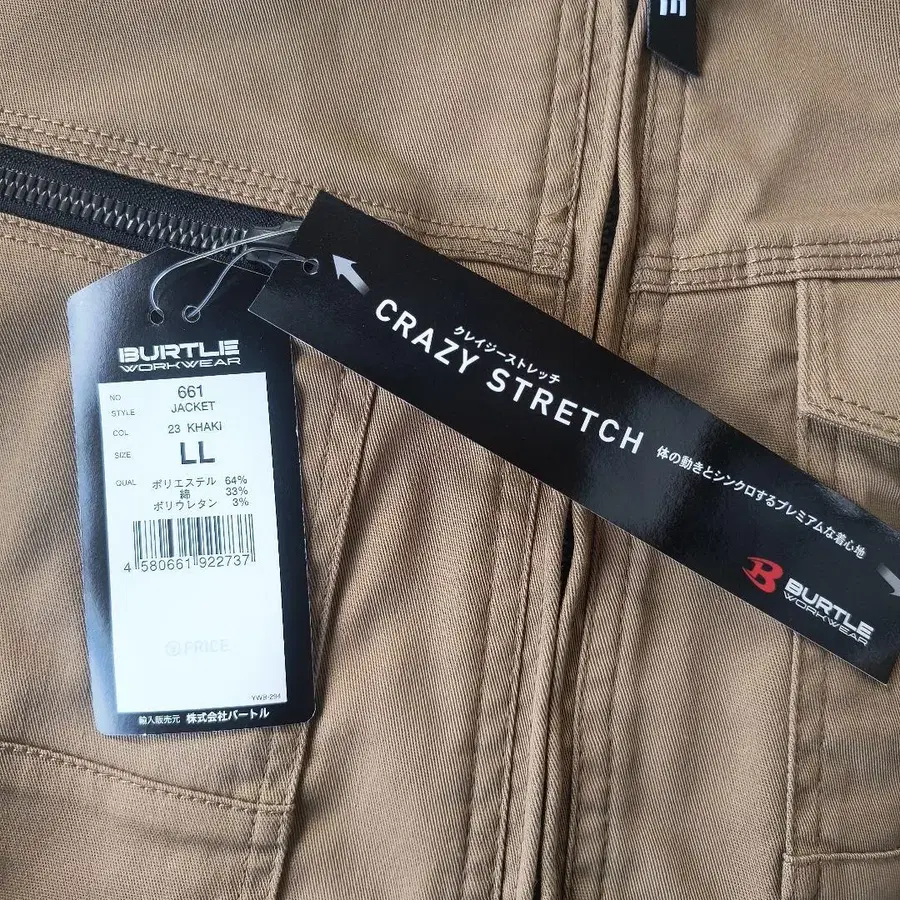 E
BURTLE
WORKWEAR
NO 661
STYLE JACKET
COL 23 KHAKI
SIZE LL
QUAL ポリエステル 64%
綿 33%
ポリウレタン 3%
4 580661 922737
PRICE
YW8-294
輸入販売元 株式会社バートル
クレイジーストレッチ
CRAZY STRETCH
体の動きとシンクロするプレミアムな着心地
B BURTLE
WORKWEAR